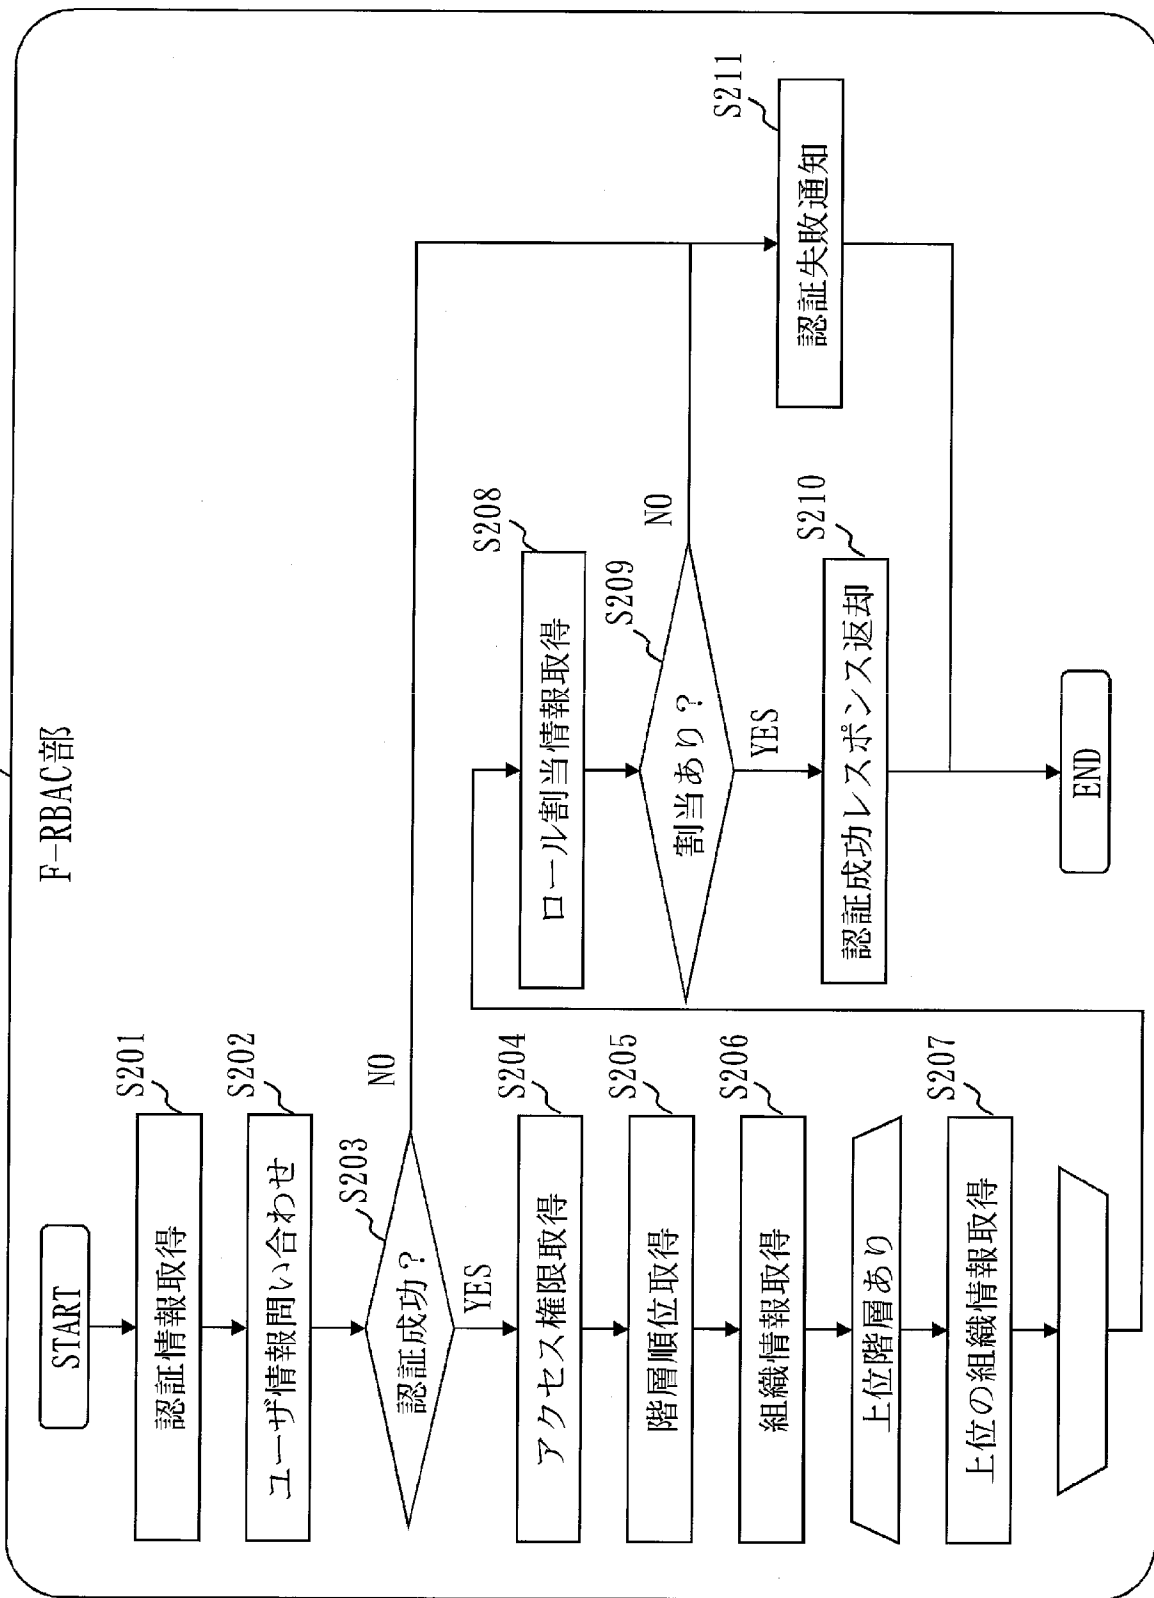 F-RBAC部
START
認証情報取得
S201
ユーザ情報問い合わせ
S202
認証成功？
S203
NO
YES
アクセス権限取得
S204
階層順位取得
S205
組織情報取得
S206
上位階層あり
上位の組織情報取得
S207
ロール割当情報取得
S208
割当あり？
S209
NO
YES
認証成功レスポンス返却
S210
認証失敗通知
S211
END